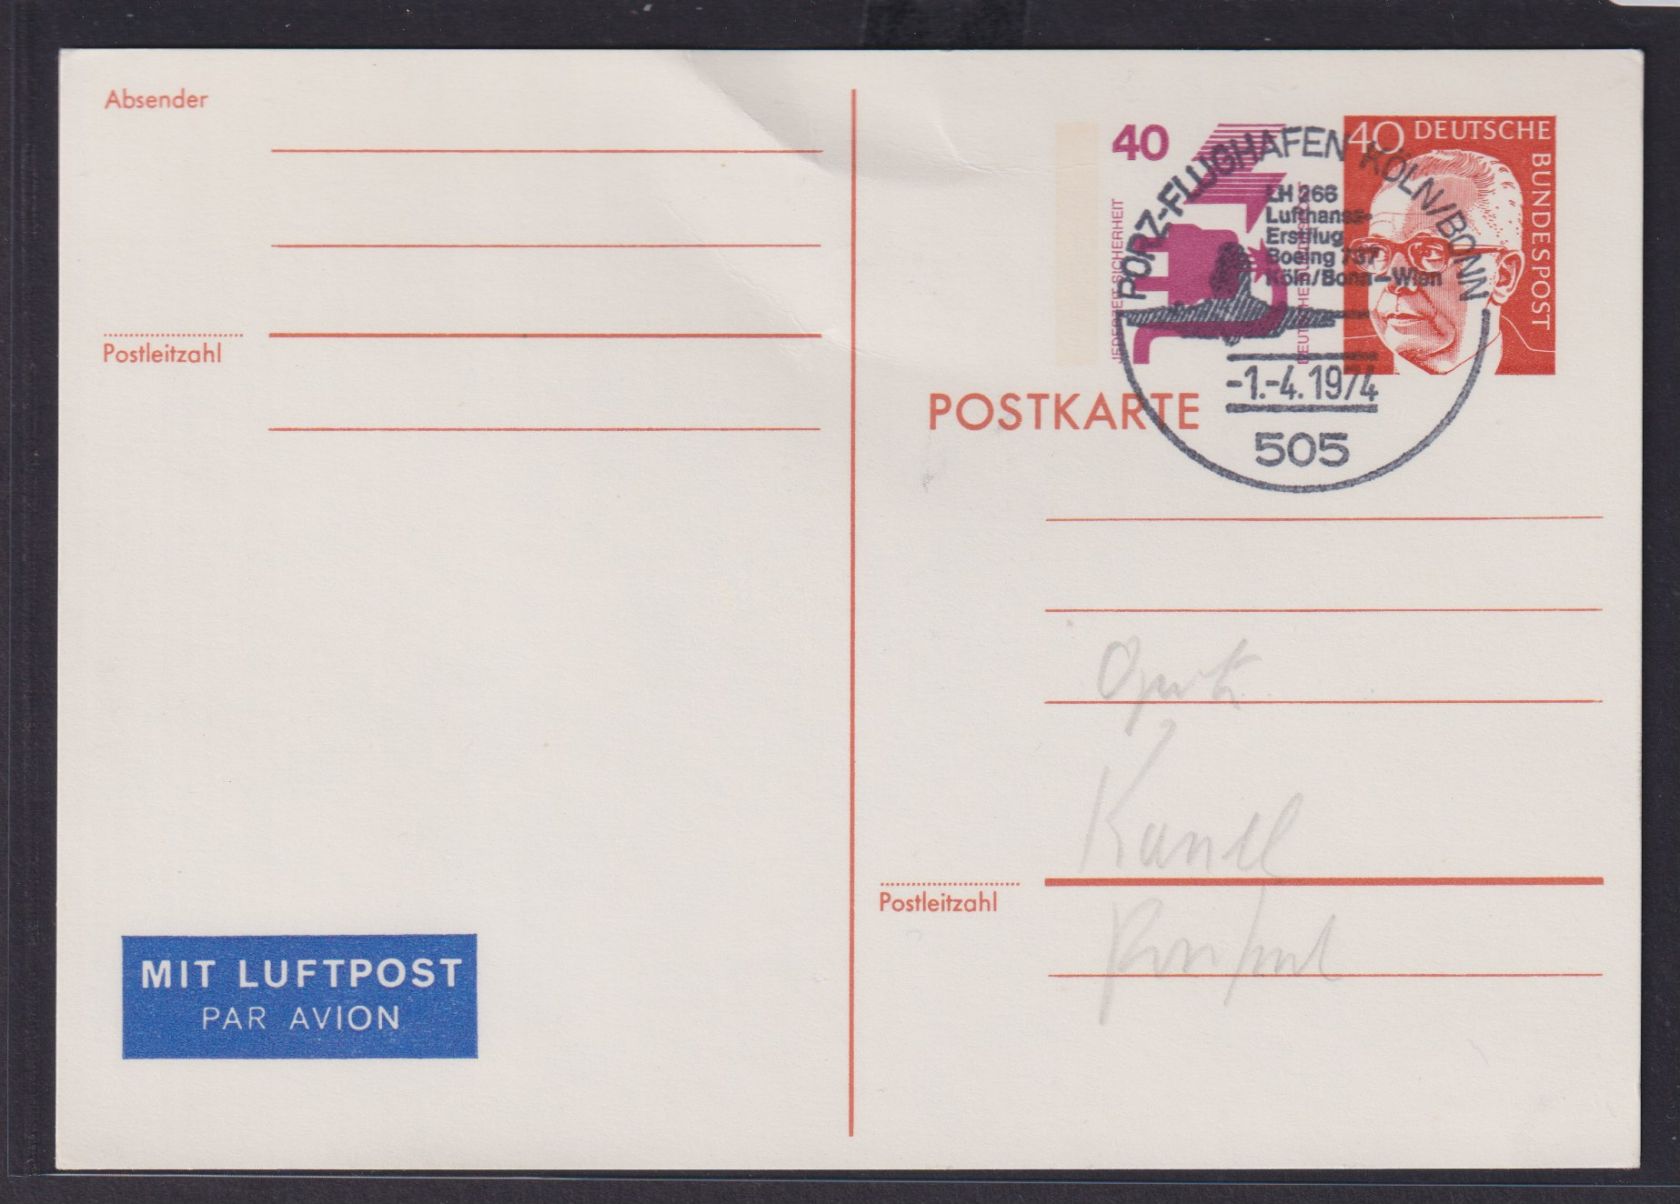 Absender
Postleitzahl
MIT LUFTPOST
PAR AVION
40
JEDERZEIT SICHERHEIT
40 DEUTSCHE BUNDESPOST
PORZ-FLUGHAFEN KÖLN/BONN
LH 266
Lufthansa-
Erstflug
Boeing 737
Köln/Bonn-Wien
-1.-4.1974
505
POSTKARTE
Postleitzahl